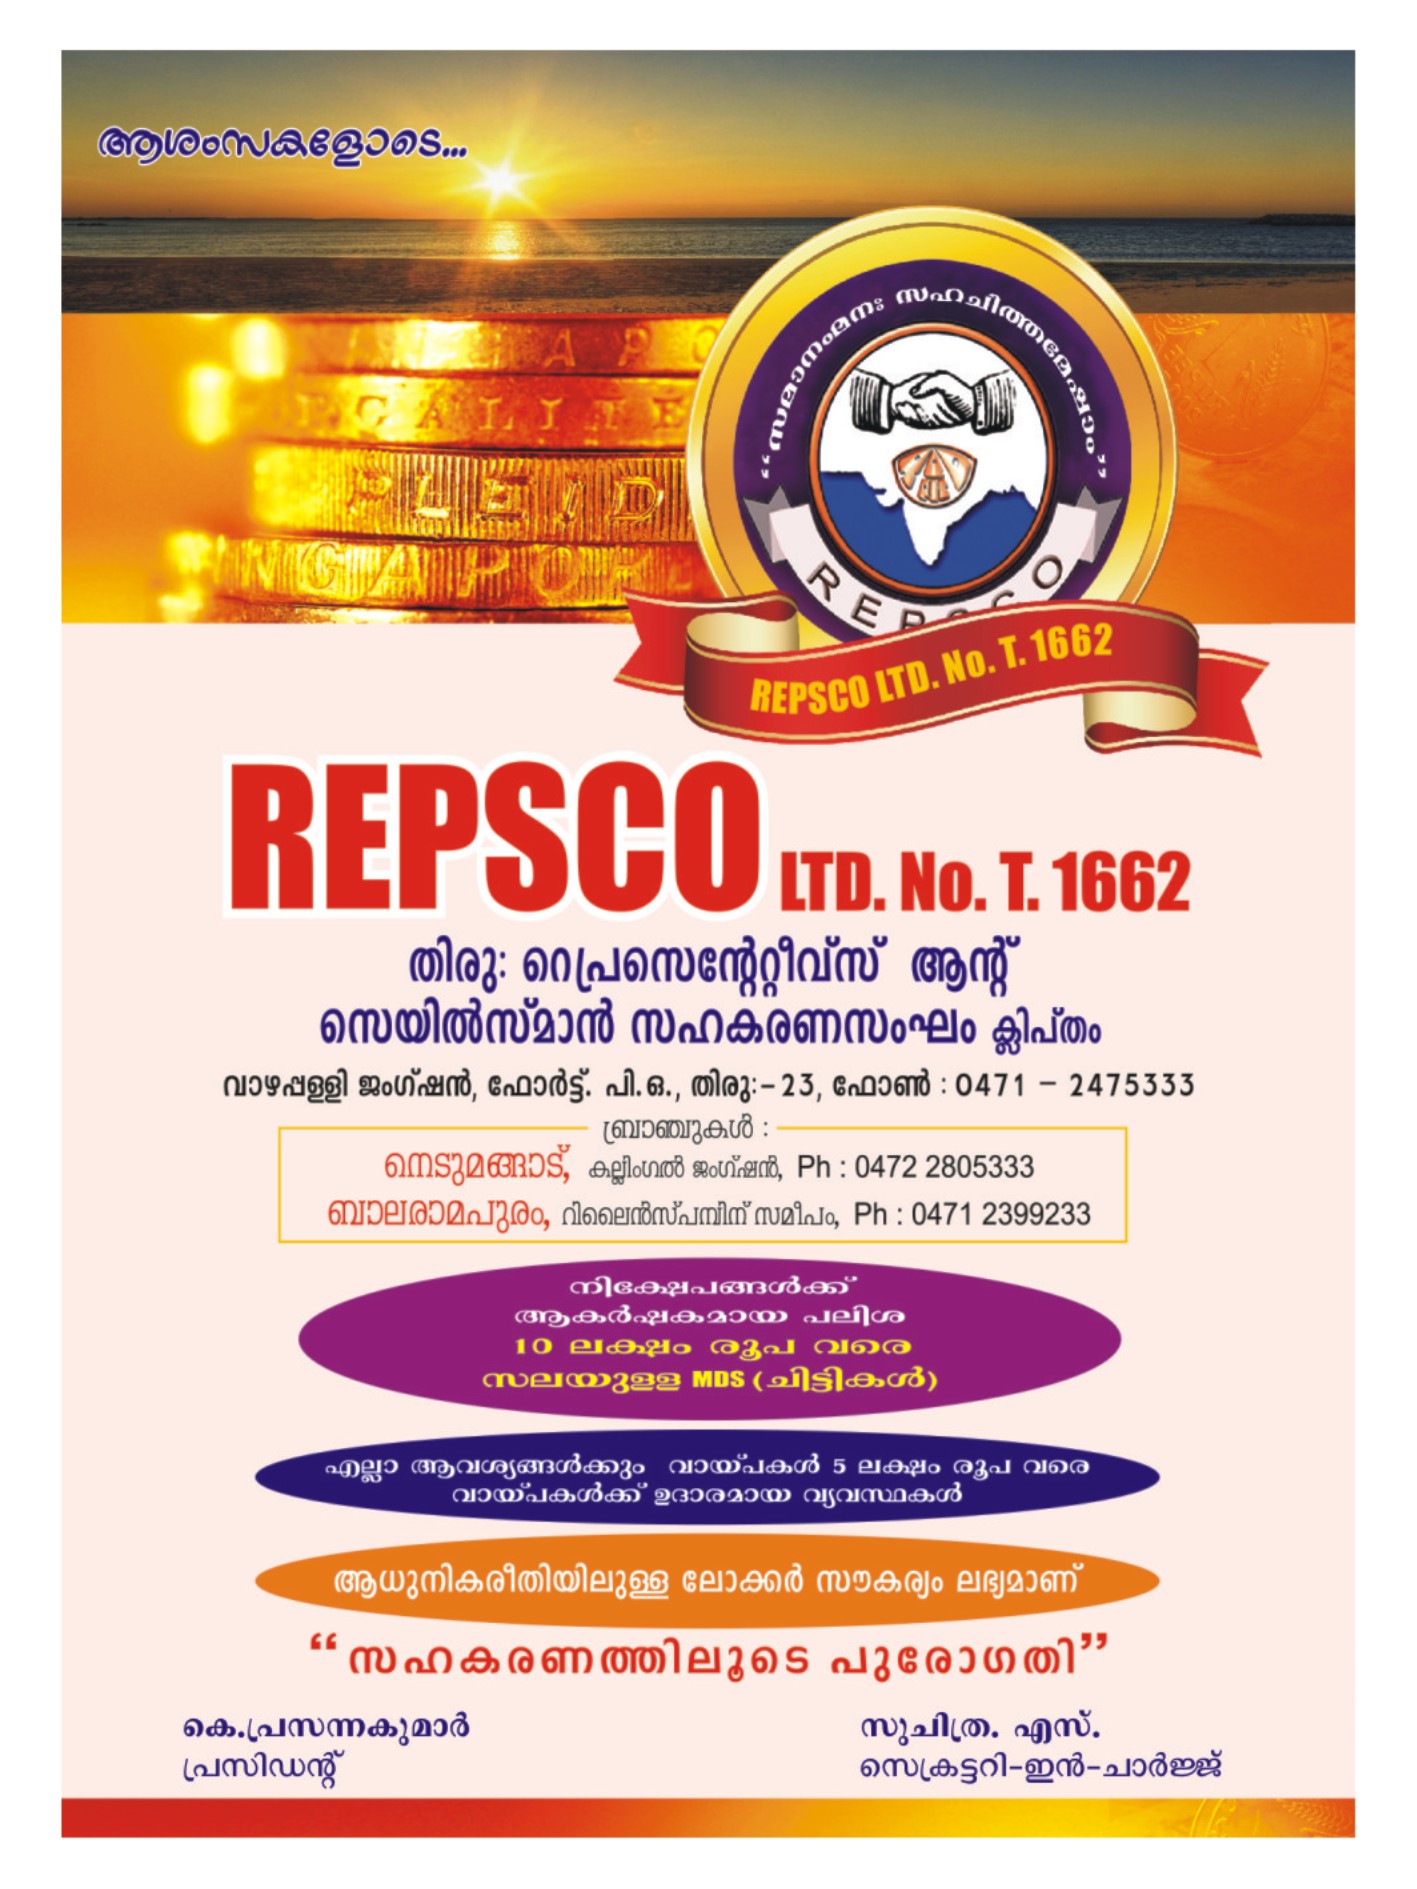 ആശംസകളോടെ...
“സമാനംമനഃ സഹചിത്തമേഷാം”
REPSCO
REPSCO LTD. No. T. 1662
REPSCO LTD. No. T. 1662
തിരു: റെപ്രസെന്റേറ്റീവ്സ് ആന്റ്
സെയിൽസ്മാൻ സഹകരണസംഘം ക്ലിപ്തം
വാഴപ്പള്ളി ജംഗ്ഷൻ, ഫോർട്ട്. പി.ഒ., തിരു:– 23, ഫോൺ : 0471 – 2475333
ബ്രാഞ്ചുകൾ :
നെടുമങ്ങാട്, കല്ലിംഗൽ ജംഗ്ഷൻ, Ph : 0472 2805333
ബാലരാമപുരം, റിലൈൻസ്പമ്പിന് സമീപം, Ph : 0471 2399233
നിക്ഷേപങ്ങൾക്ക്
ആകർഷകമായ പലിശ
10 ലക്ഷം രൂപ വരെ
സലയുള്ള MDS (ചിട്ടികൾ)
എല്ലാ ആവശ്യങ്ങൾക്കും വായ്പകൾ 5 ലക്ഷം രൂപ വരെ
വായ്പകൾക്ക് ഉദാരമായ വ്യവസ്ഥകൾ
ആധുനികരീതിയിലുള്ള ലോക്കർ സൗകര്യം ലഭ്യമാണ്
“സഹകരണത്തിലൂടെ പുരോഗതി”
കെ.പ്രസന്നകുമാർ
പ്രസിഡന്റ്
സുചിത്ര. എസ്.
സെക്രട്ടറി-ഇൻ-ചാർജ്ജ്